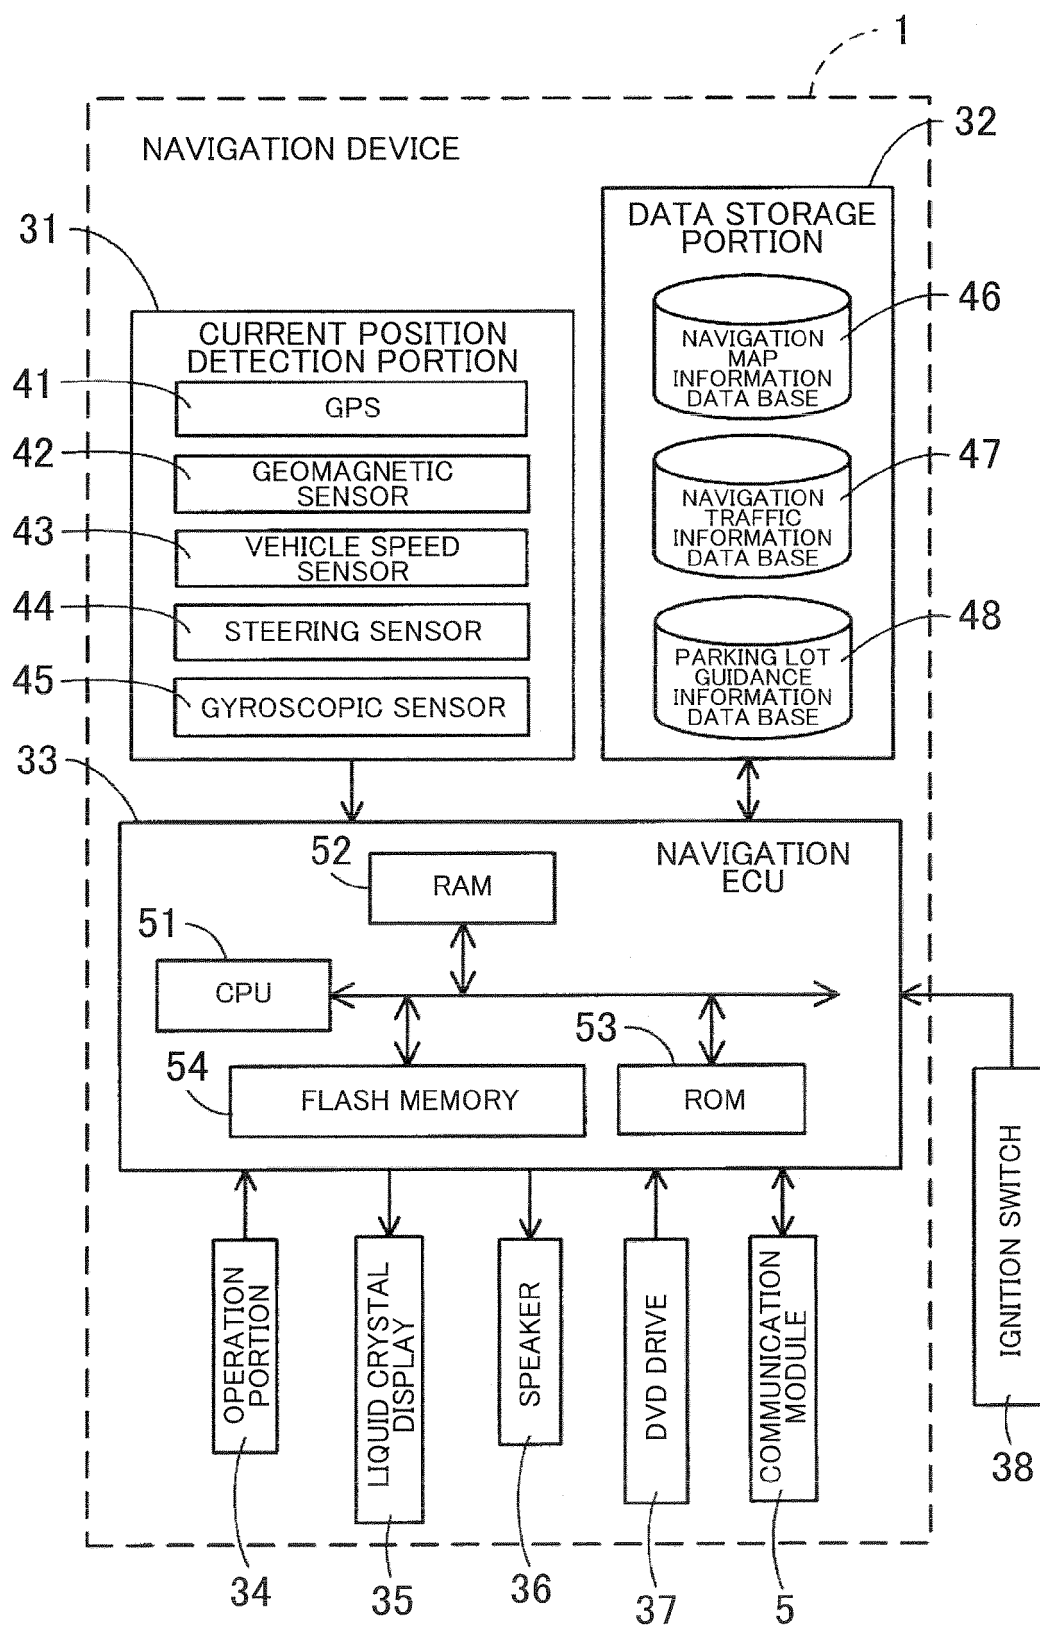 1
NAVIGATION DEVICE
32
DATA STORAGE
PORTION
31
46
NAVIGATION
MAP
INFORMATION
DATA BASE
CURRENT POSITION
DETECTION PORTION
41
GPS
42
GEOMAGNETIC
SENSOR
47
NAVIGATION
TRAFFIC
INFORMATION
DATA BASE
43
VEHICLE SPEED
SENSOR
44
STEERING SENSOR
48
PARKING LOT
GUIDANCE
INFORMATION
DATA BASE
45
GYROSCOPIC SENSOR
33
NAVIGATION
ECU
52
RAM
51
CPU
53
ROM
54
FLASH MEMORY
OPERATION
PORTION
LIQUID CRYSTAL
DISPLAY
SPEAKER
DVD DRIVE
COMMUNICATION
MODULE
IGNITION SWITCH
38
34
35
36
37
5